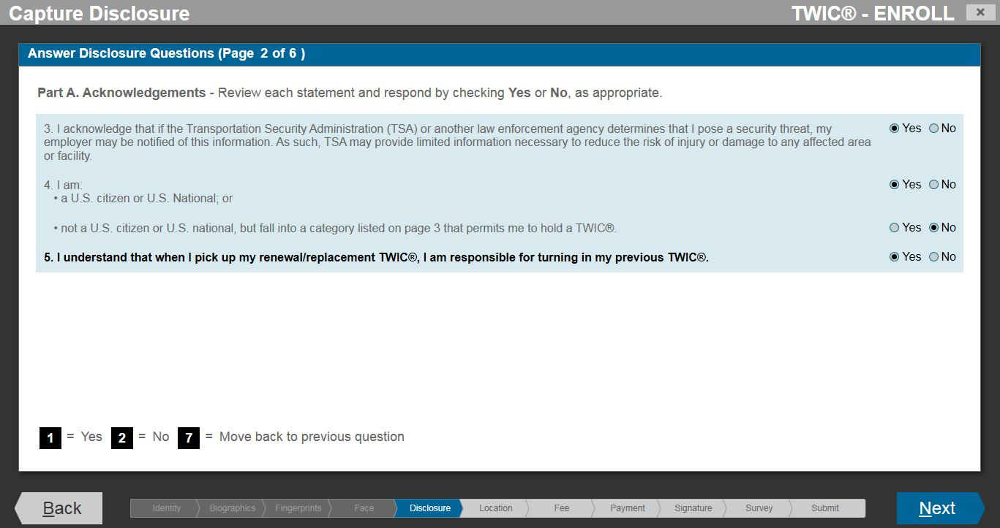 Capture Disclosure TWIC® - ENROLL ×
Answer Disclosure Questions (Page 2 of 6 )
Part A. Acknowledgements - Review each statement and respond by checking Yes or No, as appropriate.
3. I acknowledge that if the Transportation Security Administration (TSA) or another law enforcement agency determines that I pose a security threat, my Yes No
employer may be notified of this information. As such, TSA may provide limited information necessary to reduce the risk of injury or damage to any affected area
or facility.
4. I am: Yes No
• a U.S. citizen or U.S. National; or
• not a U.S. citizen or U.S. national, but fall into a category listed on page 3 that permits me to hold a TWIC®. Yes No
5. I understand that when I pick up my renewal/replacement TWIC®, I am responsible for turning in my previous TWIC®. Yes No
1 = Yes 2 = No 7 = Move back to previous question
Back Identity Biographics Fingerprints Face Disclosure Location Fee Payment Signature Survey Submit Next